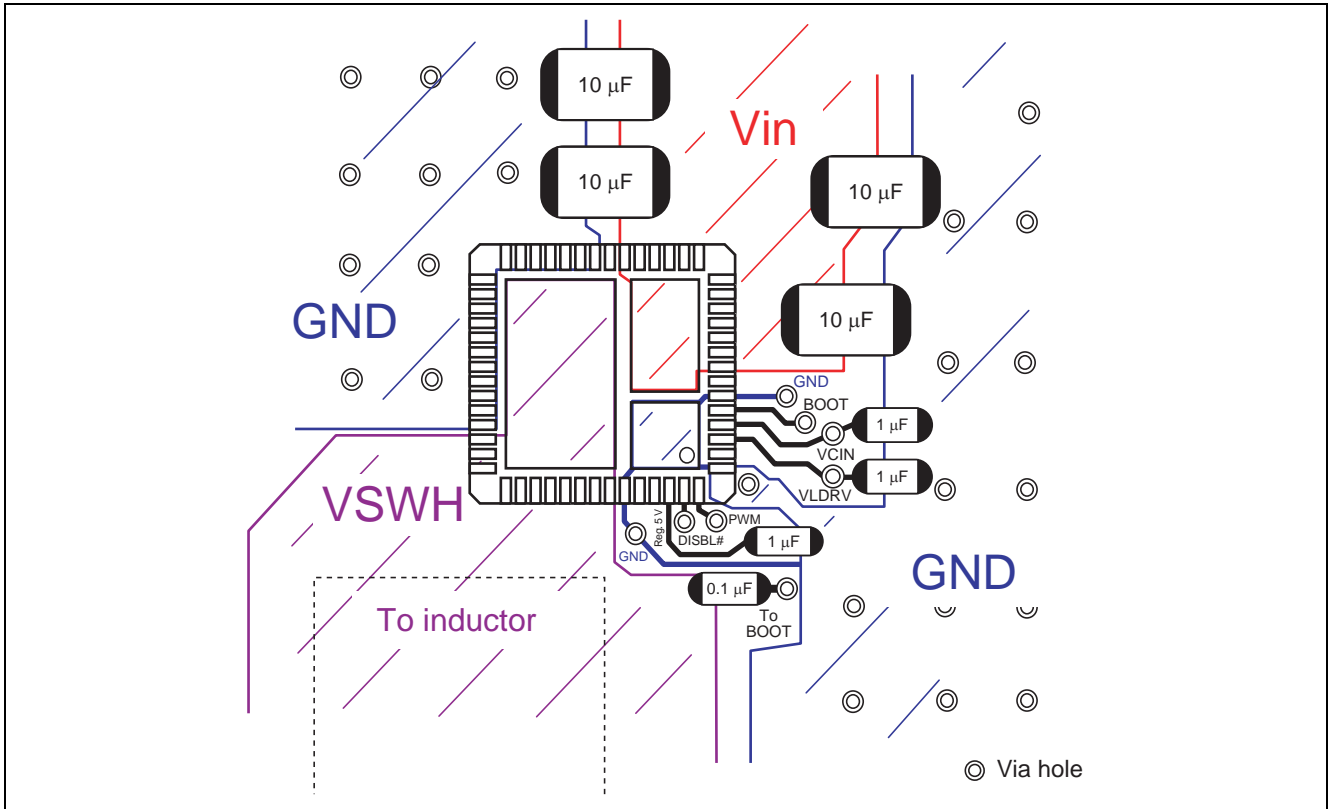 10 μF
Vin
10 μF
10 μF
GND
10 μF
GND
BOOT
1 μF
VCIN
1 μF
VLDRV
VSWH
Reg. 5 V
PWM
DISBL#
1 μF
GND
GND
0.1 μF
To inductor
To
BOOT
Via hole